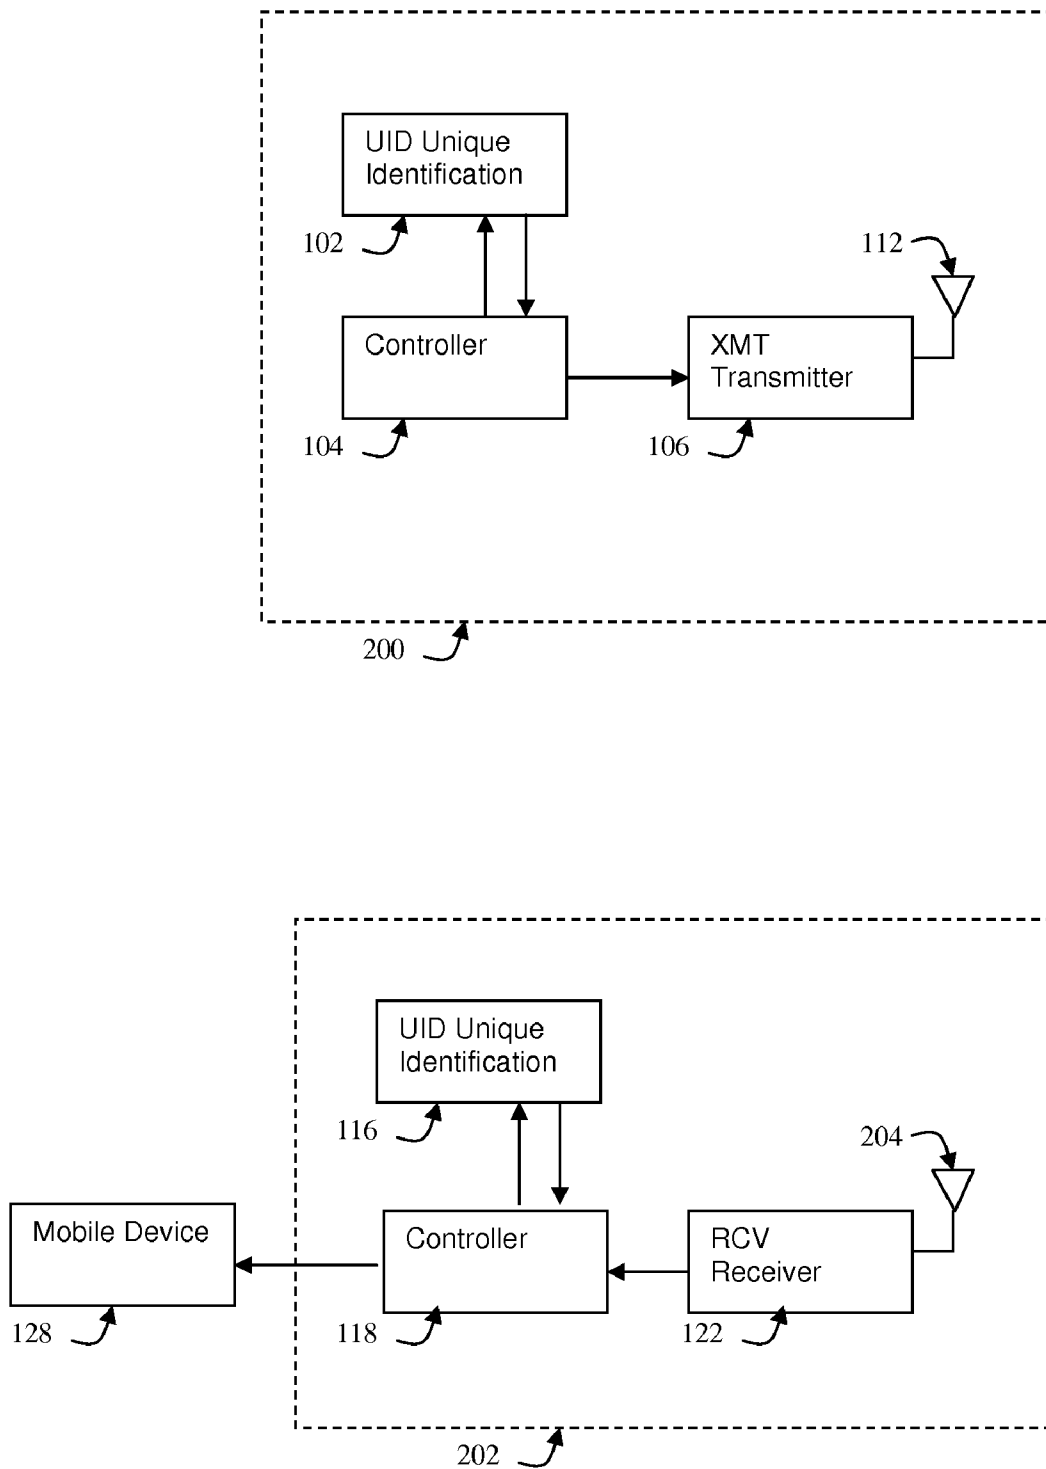 UID Unique
Identification
102
112
Controller
XMT
Transmitter
104
106
200
UID Unique
Identification
116
204
Mobile Device
Controller
RCV
Receiver
128
118
122
202